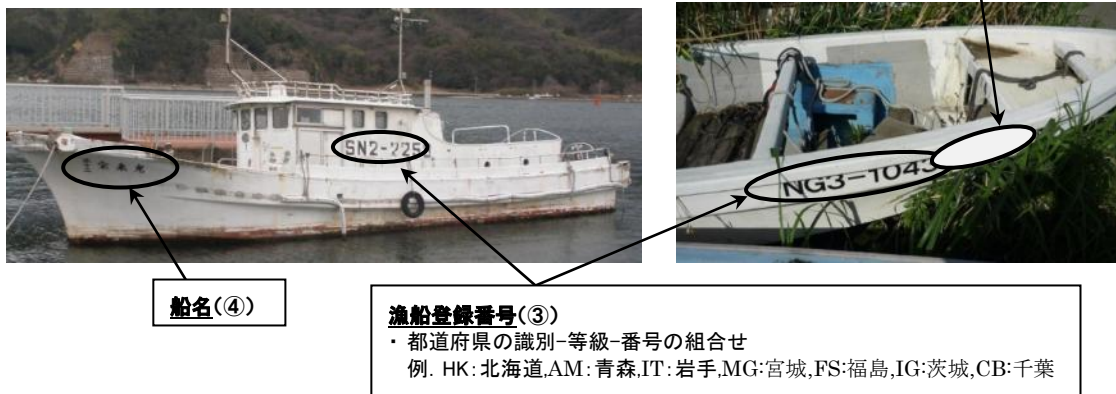 SN2-225
NG3-1043
船名(④)
漁船登録番号(③)
・ 都道府県の識別-等級-番号の組合せ
例. HK:北海道,AM:青森,IT:岩手,MG:宮城,FS:福島,IG:茨城,CB:千葉